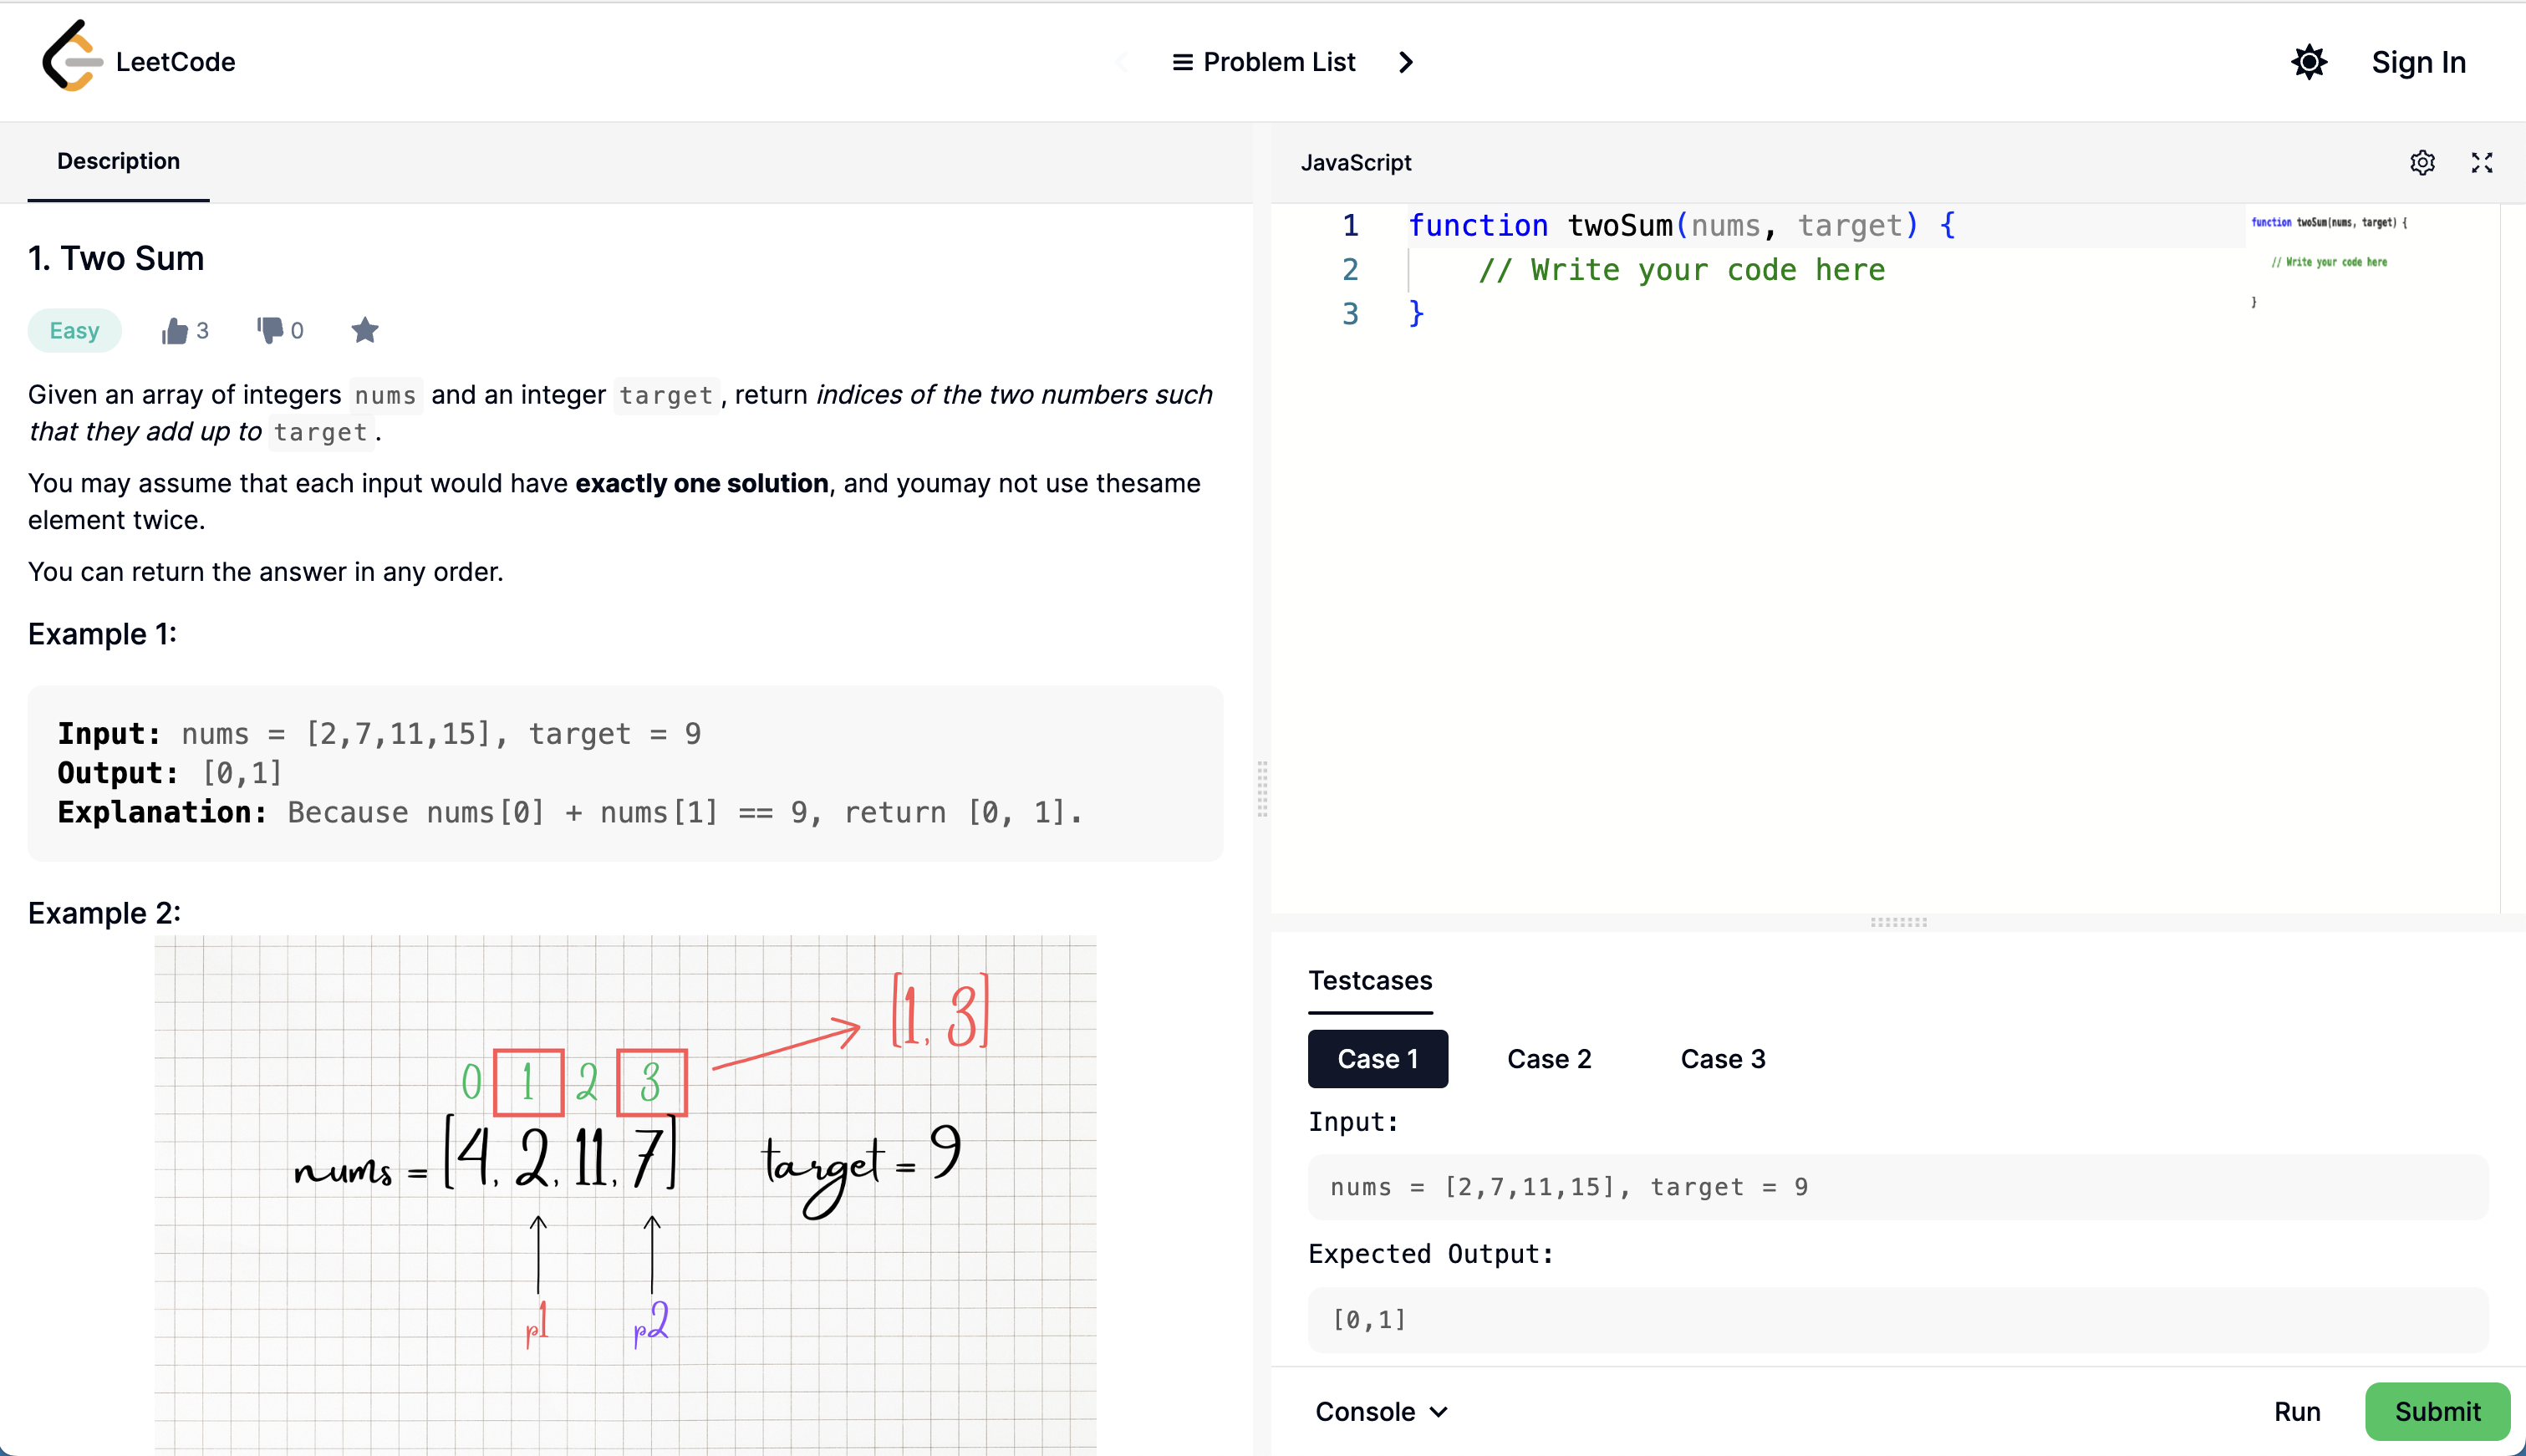 LeetCode
Problem List
Sign In
Description
1. Two Sum
Easy
3
0
Given an array of integers nums and an integer target, return indices of the two numbers such
that they add up to target.
You may assume that each input would have exactly one solution, and youmay not use thesame
element twice.
You can return the answer in any order.
Example 1:
Input: nums = [2,7,11,15], target = 9
Output: [0,1]
Explanation: Because nums[0] + nums[1] == 9, return [0, 1].
Example 2:
[1, 3]
0 1 2 3
nums = [4, 2, 11, 7] target = 9
p1 p2
JavaScript
1 function twoSum(nums, target) {
2 // Write your code here
3 }
function twoSum(nums, target) {
// Write your code here
}
Testcases
Case 1 Case 2 Case 3
Input:
nums = [2,7,11,15], target = 9
Expected Output:
[0,1]
Console
Run
Submit